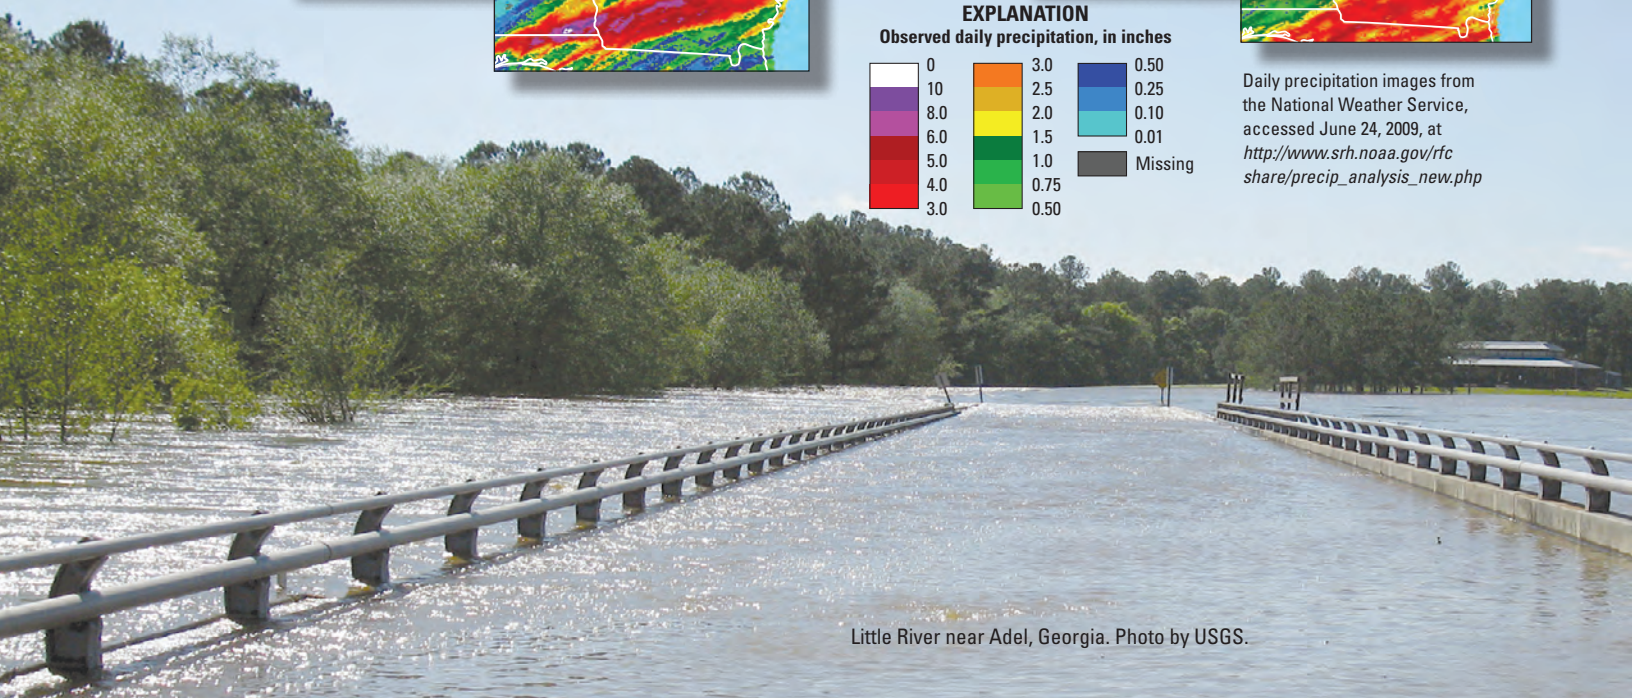 EXPLANATION
Observed daily precipitation, in inches
0
10
8.0
6.0
5.0
4.0
3.0
3.0
2.5
2.0
1.5
1.0
0.75
0.50
0.50
0.25
0.10
0.01
Missing
Daily precipitation images from
the National Weather Service,
accessed June 24, 2009, at
http://www.srh.noaa.gov/rfc
share/precip_analysis_new.php
Little River near Adel, Georgia. Photo by USGS.